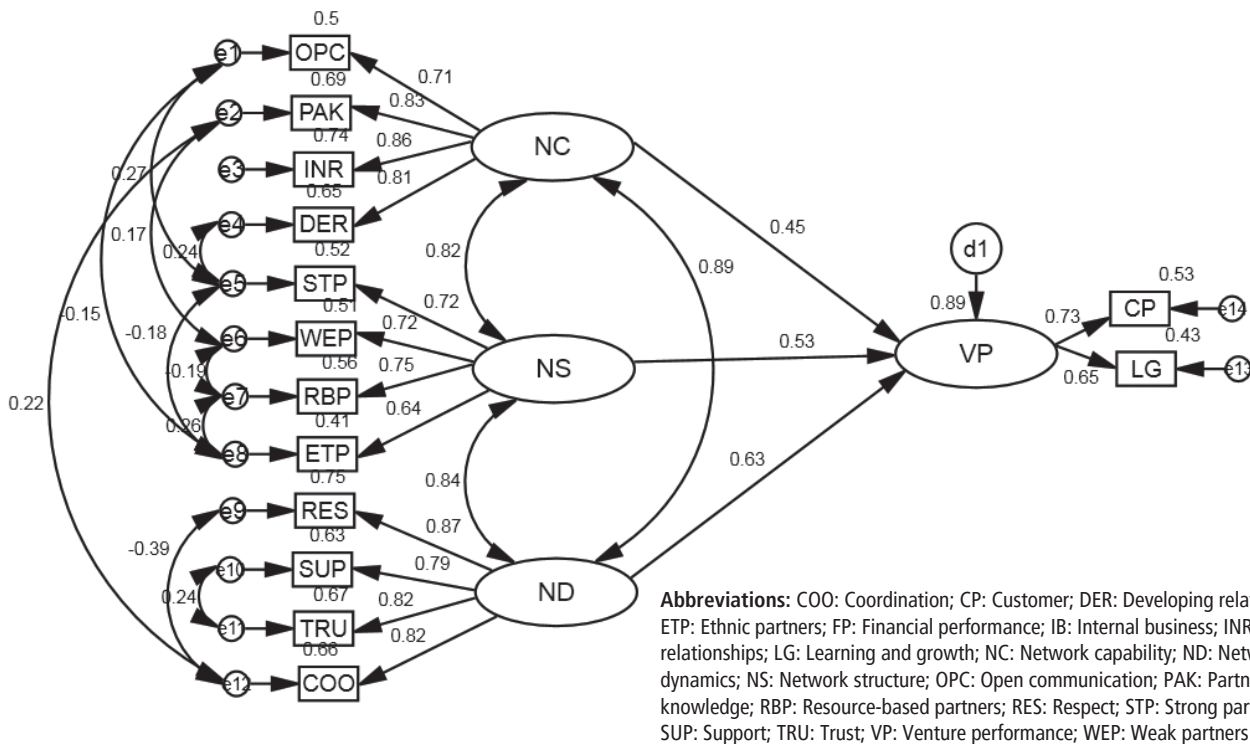 0.5
e1 OPC
0.69
0.71
e2 PAK
0.83
0.74
NC
0.86
e3 INR
0.27
0.65
0.81
e4 DER
0.45
0.17
0.24
0.52
0.82
0.89
d1
e5 STP
0.53
0.51
0.72
0.89
CP
e14
-0.15
-0.18
0.73
0.43
e6 WEP
0.72
0.53
VP
-0.19
0.56
0.75
NS
0.65
LG
e13
e7 RBP
0.22
0.26
0.41
0.64
e8 ETP
0.63
0.75
0.84
e9 RES
0.87
-0.39
0.63
e10 SUP
0.79
ND
0.24
0.67
0.82
e11 TRU
0.66
0.82
e12 COO
Abbreviations: COO: Coordination; CP: Customer; DER: Developing rela
ETP: Ethnic partners; FP: Financial performance; IB: Internal business; INR
relationships; LG: Learning and growth; NC: Network capability; ND: Netw
dynamics; NS: Network structure; OPC: Open communication; PAK: Partn
knowledge; RBP: Resource-based partners; RES: Respect; STP: Strong par
SUP: Support; TRU: Trust; VP: Venture performance; WEP: Weak partners